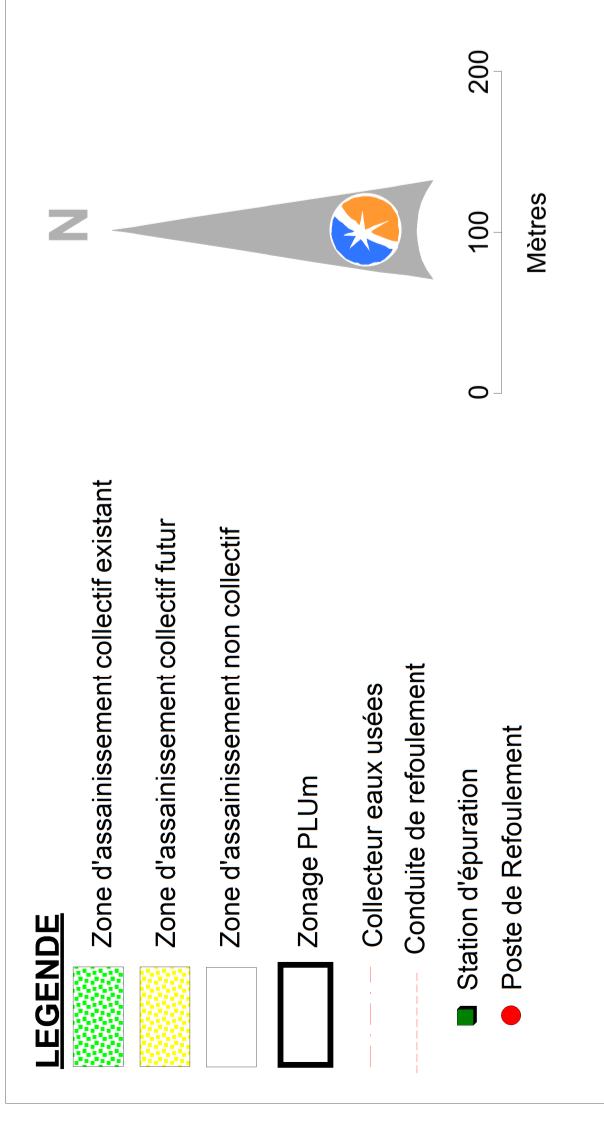 LEGENDE
Zone d'assainissement collectif existant
Zone d'assainissement collectif futur
Zone d'assainissement non collectif
Zonage PLUm
Collecteur eaux usées
Conduite de refoulement
Station d'épuration
Poste de Refoulement
N
0 100 200
Mètres